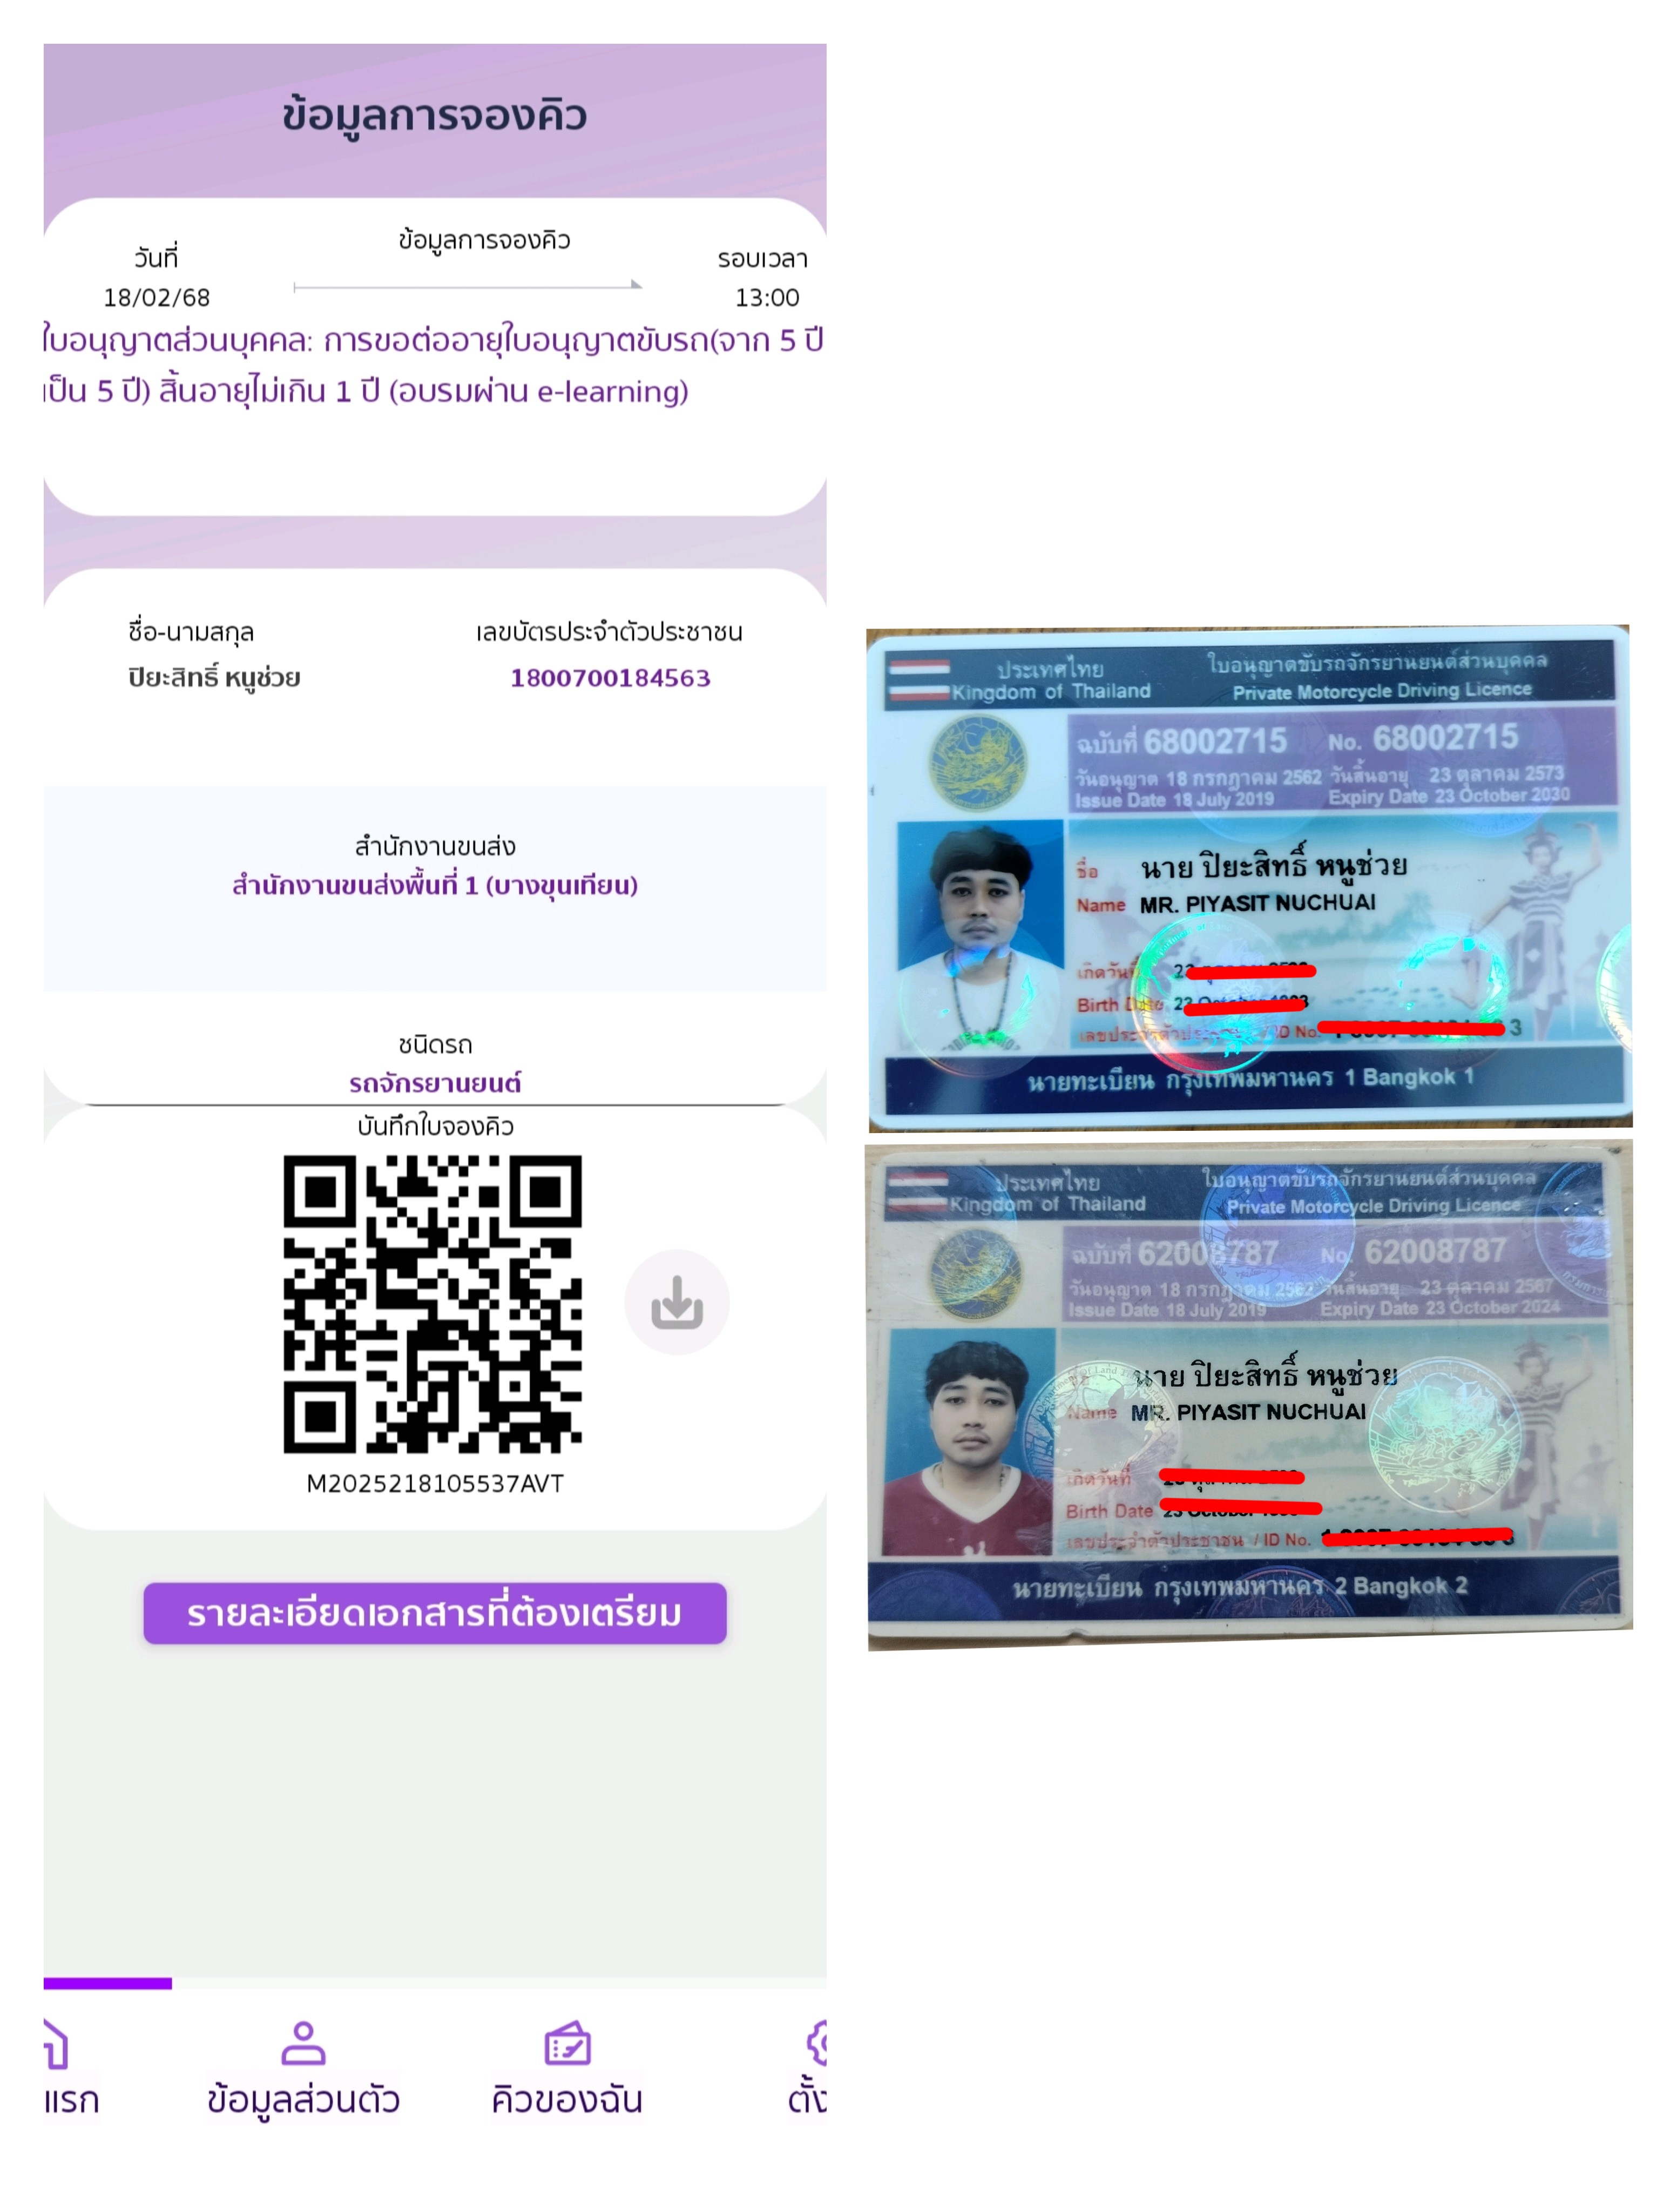 ข้อมูลการจองคิว
ข้อมูลการจองคิว
วันที่
รอบเวลา
18/02/68
13:00
ใบอนุญาตส่วนบุคคล: การขอต่ออายุใบอนุญาตขับรถ(จาก 5 ปี
เป็น 5 ปี) สิ้นอายุไม่เกิน 1 ปี (อบรมผ่าน e-learning)
ชื่อ-นามสกุล
เลขบัตรประจำตัวประชาชน
ปิยะสิทธิ์ หนูช่วย
1800700184563
สำนักงานขนส่ง
สำนักงานขนส่งพื้นที่ 1 (บางขุนเทียน)
ชนิดรถ
รถจักรยานยนต์
บันทึกใบจองคิว
M2025218105537AVT
รายละเอียดเอกสารที่ต้องเตรียม
แรก
ข้อมูลส่วนตัว
คิวของฉัน
ตั้ง
ประเทศไทย ใบอนุญาตขับรถจักรยานยนต์ส่วนบุคคล
Kingdom of Thailand Private Motorcycle Driving Licence
ฉบับที่ 68002715 No. 68002715
วันอนุญาต 18 กรกฎาคม 2562 วันสิ้นอายุ 23 ตุลาคม 2573
Issue Date 18 July 2019 Expiry Date 23 October 2030
ชื่อ นาย ปิยะสิทธิ์ หนูช่วย
Name MR. PIYASIT NUCHUAI
เกิดวันที่
Birth Date
เลขประจำตัวประชาชน / ID No. 3
นายทะเบียน กรุงเทพมหานคร 1 Bangkok 1
ประเทศไทย ใบอนุญาตขับรถจักรยานยนต์ส่วนบุคคล
Kingdom of Thailand Private Motorcycle Driving Licence
ฉบับที่ 62008787 No. 62008787
วันอนุญาต 18 กรกฎาคม 2562 วันสิ้นอายุ 23 ตุลาคม 2567
Issue Date 18 July 2019 Expiry Date 23 October 2024
นาย ปิยะสิทธิ์ หนูช่วย
Name MR. PIYASIT NUCHUAI
เกิดวันที่
Birth Date
เลขประจำตัวประชาชน / ID No.
นายทะเบียน กรุงเทพมหานคร 2 Bangkok 2